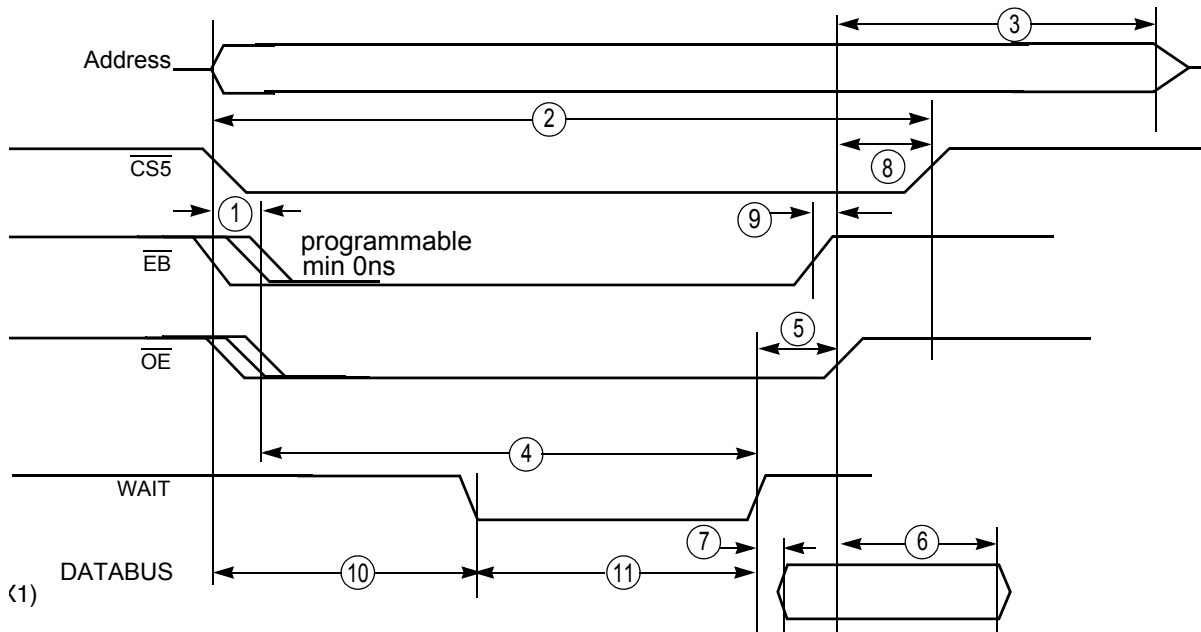 3
Address
2
CS5
8
1
9
programmable
min 0ns
EB
5
OE
4
WAIT
7
6
DATABUS
10
11
X1)